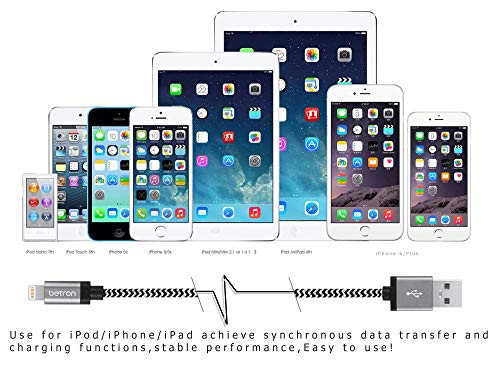 iPod Nano 7th iPod Touch 5th iPhone 5c iPhone 5/5s iPad Mini/Mini 2/mini 3 iPad Air/iPad 4th iPhone 6/Plus
betron
Use for iPod/iPhone/iPad achieve synchronous data transfer and
charging functions,stable performance,Easy to use!